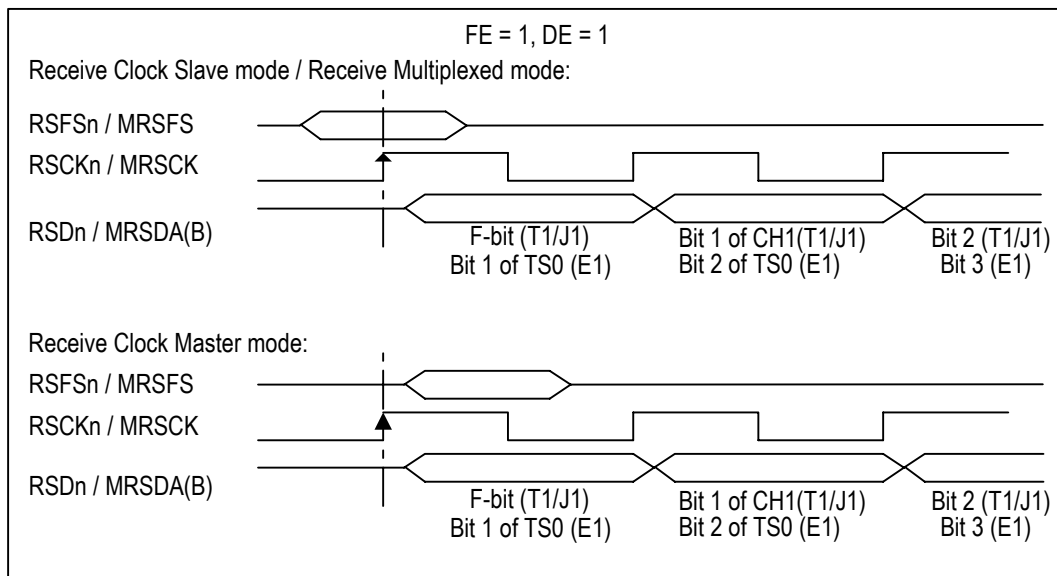 FE = 1, DE = 1
Receive Clock Slave mode / Receive Multiplexed mode:
RSFSn / MRSFS
RSCKn / MRSCK
RSDn / MRSDA(B)
F-bit (T1/J1)
Bit 1 of TS0 (E1)
Bit 1 of CH1(T1/J1)
Bit 2 of TS0 (E1)
Bit 2 (T1/J1)
Bit 3 (E1)
Receive Clock Master mode:
RSFSn / MRSFS
RSCKn / MRSCK
RSDn / MRSDA(B)
F-bit (T1/J1)
Bit 1 of TS0 (E1)
Bit 1 of CH1(T1/J1)
Bit 2 of TS0 (E1)
Bit 2 (T1/J1)
Bit 3 (E1)